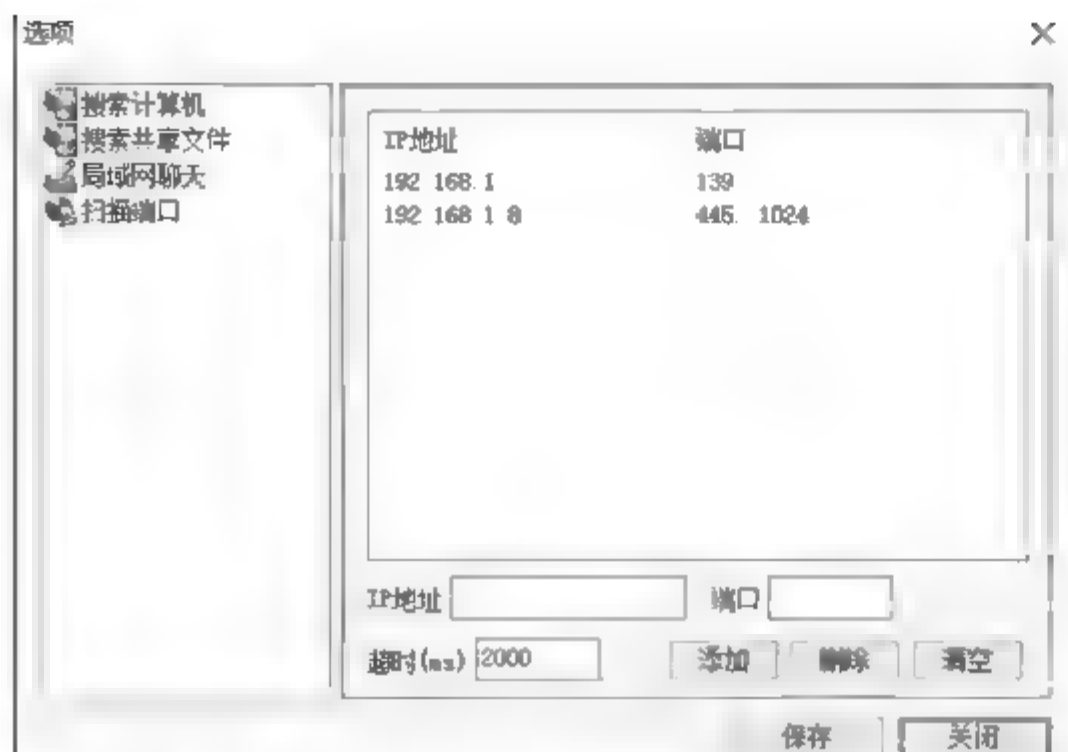 选项
搜索计算机
搜索共享文件
局域网聊天
扫描端口
IP地址 端口
192 168.1 139
192 168 1 8 445. 1024
IP地址 端口
超时(ms) 2000 添加 删除 清空
保存 关闭